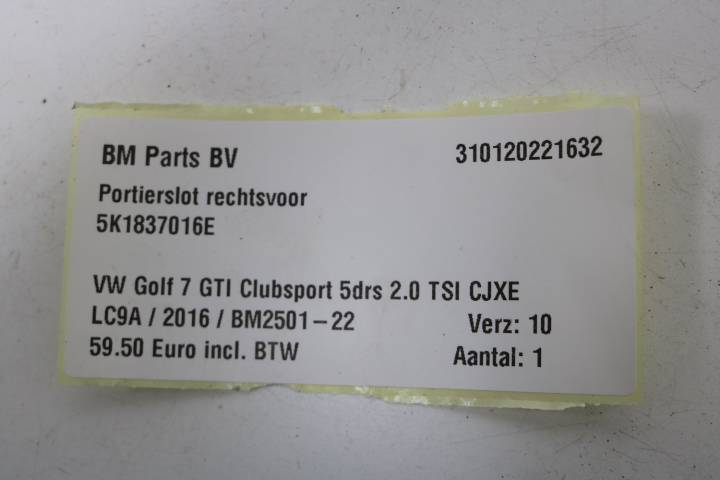 BM Parts BV 310120221632
Portierslot rechtsvoor
5K1837016E
VW Golf 7 GTI Clubsport 5drs 2.0 TSI CJXE
LC9A / 2016 / BM2501-22 Verz: 10
59.50 Euro incl. BTW Aantal: 1